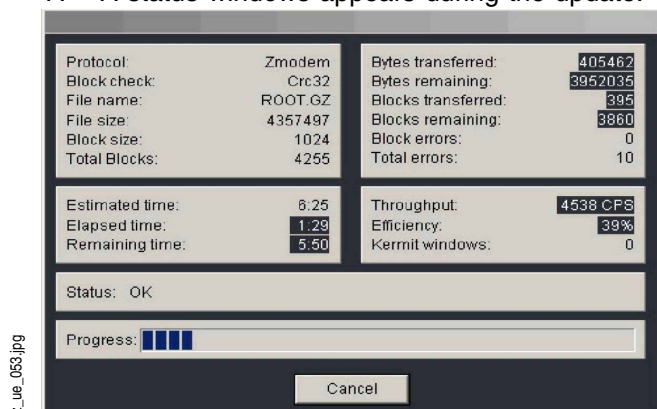 A status windows appears during the update.
Protocol: Zmodem
Block check: Crc32
File name: ROOT.GZ
File size: 4357497
Block size: 1024
Total Blocks: 4255
Bytes transferred: 405462
Bytes remaining: 3952035
Blocks transferred: 395
Blocks remaining: 3860
Block errors: 0
Total errors: 10
Estimated time: 6:25
Elapsed time: 1:29
Remaining time: 5:50
Throughput: 4538 CPS
Efficiency: 39%
Kermit windows: 0
Status: OK
Progress:
Cancel
_ue_053.jpg